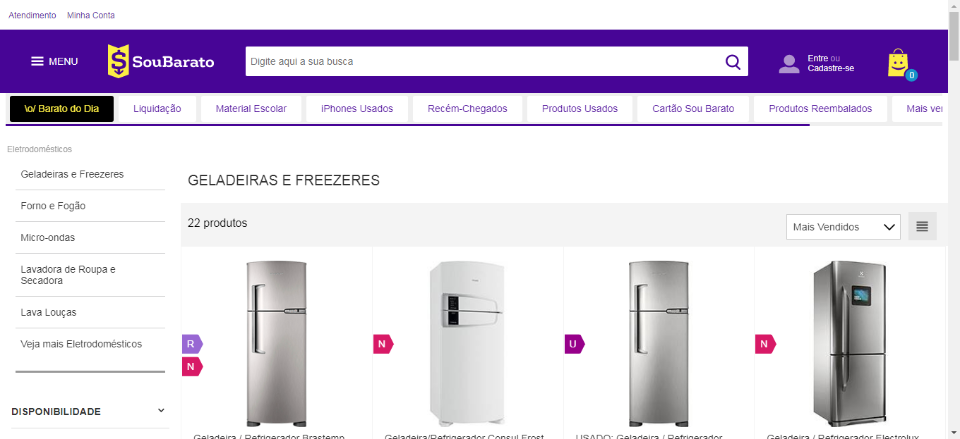 Atendimento Minha Conta
MENU
SouBarato
Digite aqui a sua busca
Entre ou
Cadastre-se
0
\o/ Barato do Dia
Liquidação
Material Escolar
iPhones Usados
Recém-Chegados
Produtos Usados
Cartão Sou Barato
Produtos Reembalados
Mais ver
Eletrodomésticos
Geladeiras e Freezeres
Forno e Fogão
Micro-ondas
Lavadora de Roupa e
Secadora
Lava Louças
Veja mais Eletrodomésticos
DISPONIBILIDADE
GELADEIRAS E FREEZERES
22 produtos
Mais Vendidos
R
N
N
U
N
Geladeira / Refrigerador Brastemp
Geladeira/Refrigerador Consul Frost
USADO: Geladeira / Refrigerador
Geladeira / Refrigerador Electrolux